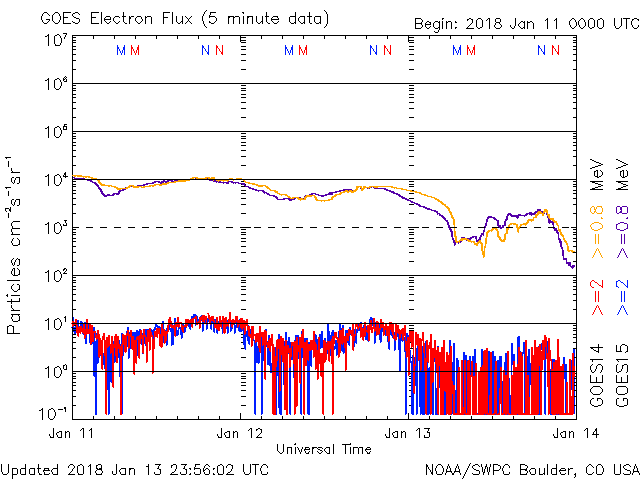 GOES Electron Flux (5 minute data)
Begin: 2018 Jan 11 0000 UTC
M M N N M M N N M M N N
10⁷
10⁶
10⁵
10⁴
10³
10²
10¹
10⁰
10⁻¹
Particles cm⁻²s⁻¹sr⁻¹
GOES14 >=2 >=0.8 MeV
GOES15 >=2 >=0.8 MeV
Jan 11 Jan 12 Jan 13 Jan 14
Universal Time
Updated 2018 Jan 13 23:56:02 UTC
NOAA/SWPC Boulder, CO USA